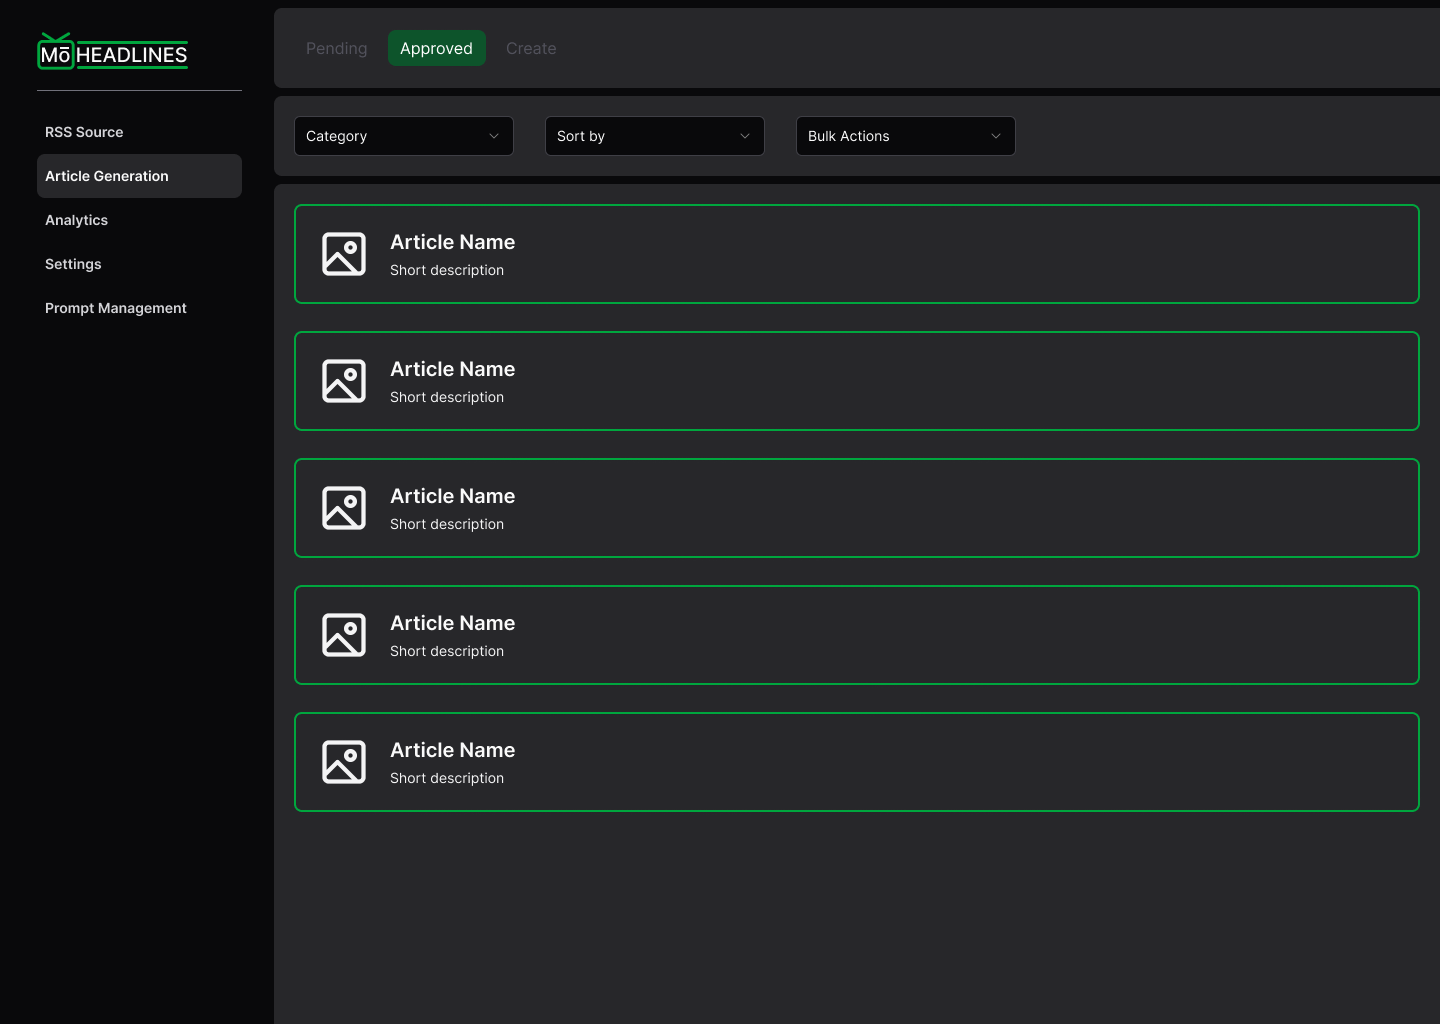 Mō HEADLINES
RSS Source
Article Generation
Analytics
Settings
Prompt Management
Pending Approved Create
Category Sort by Bulk Actions
Article Name
Short description
Article Name
Short description
Article Name
Short description
Article Name
Short description
Article Name
Short description